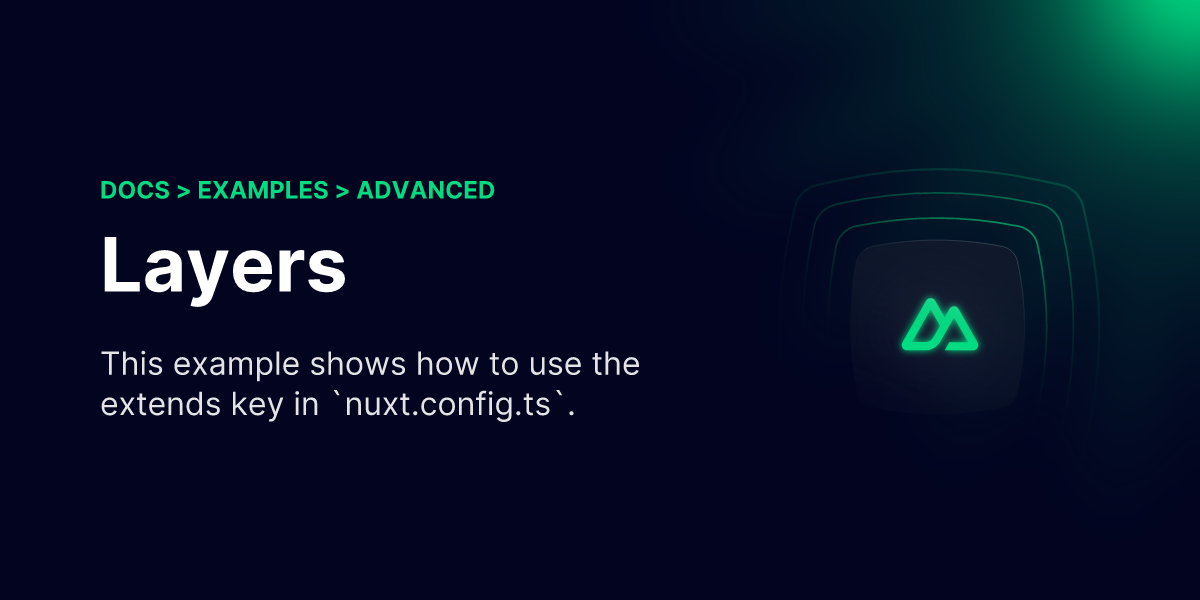 DOCS > EXAMPLES > ADVANCED
Layers
This example shows how to use the
extends key in `nuxt.config.ts`.